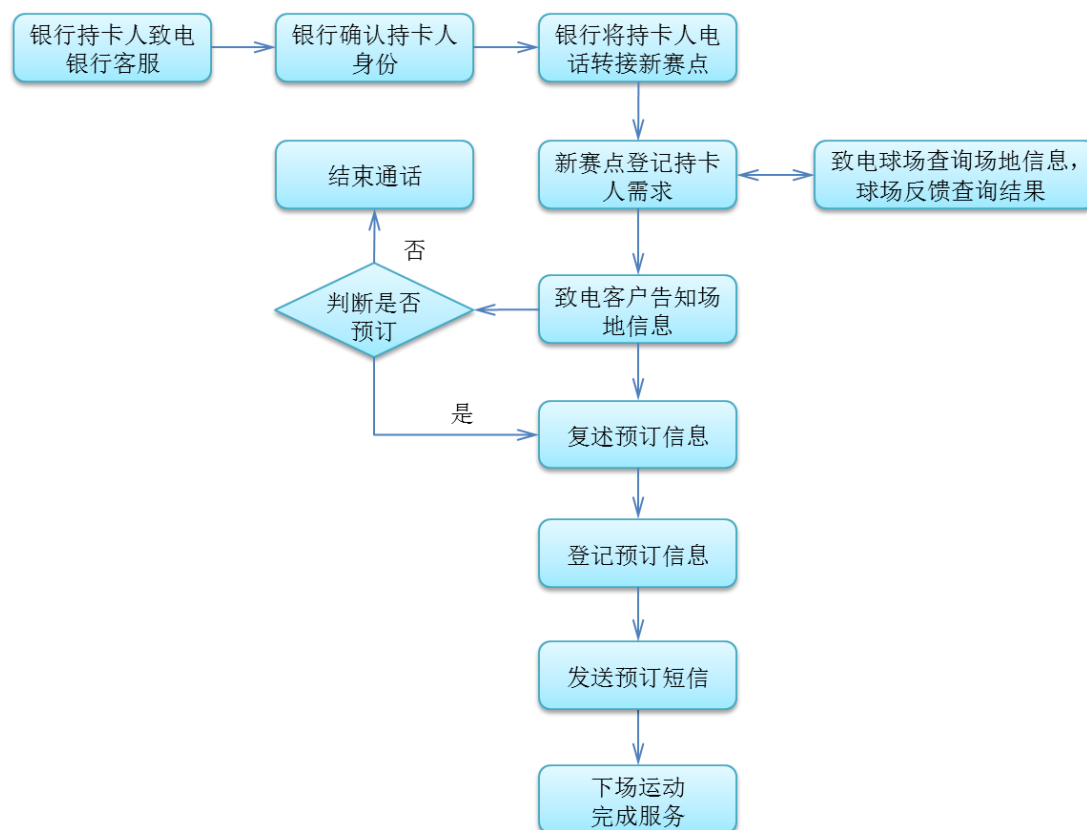 银行持卡人致电
银行客服
银行确认持卡人
身份
银行将持卡人电
话转接新赛点
结束通话
新赛点登记持卡
人需求
致电球场查询场地信息，
球场反馈查询结果
否
判断是否
预订
致电客户告知场
地信息
是
复述预订信息
登记预订信息
发送预订短信
下场运动
完成服务